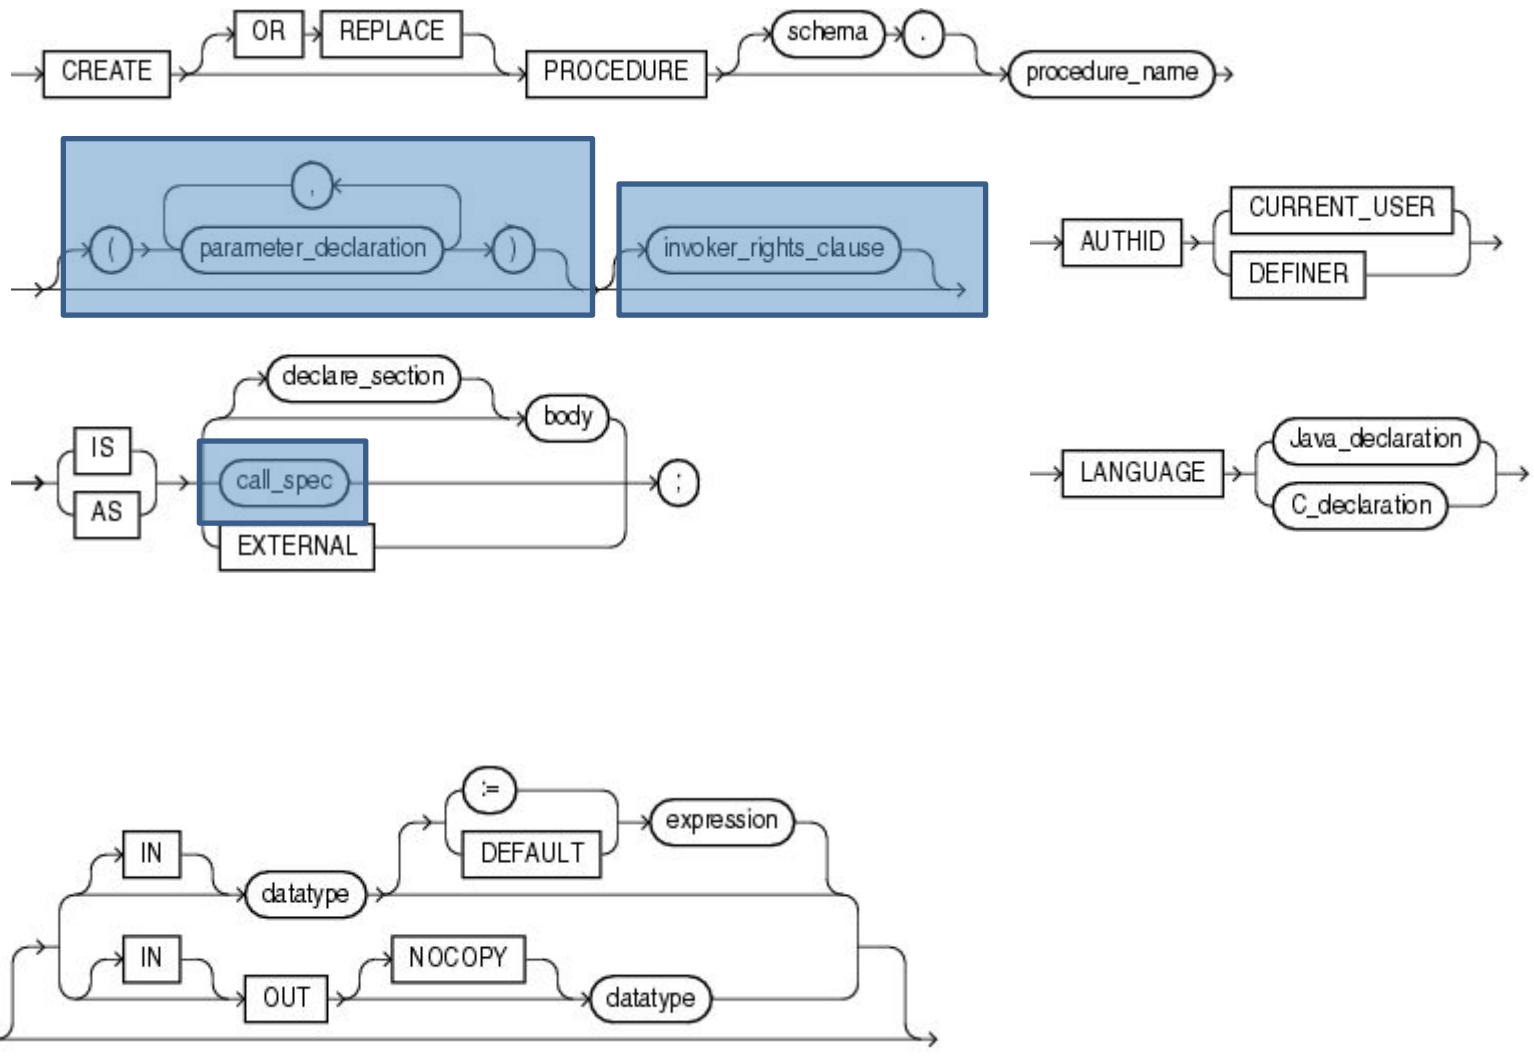 OR REPLACE schema .
CREATE PROCEDURE procedure_name
,
( parameter_declaration ) invoker_rights_clause
CURRENT_USER
AUTHID
DEFINER
declare_section
body
IS
call_spec ;
AS
EXTERNAL
Java_declaration
LANGUAGE
C_declaration
:=
expression
DEFAULT
IN
datatype
IN NOCOPY
OUT datatype